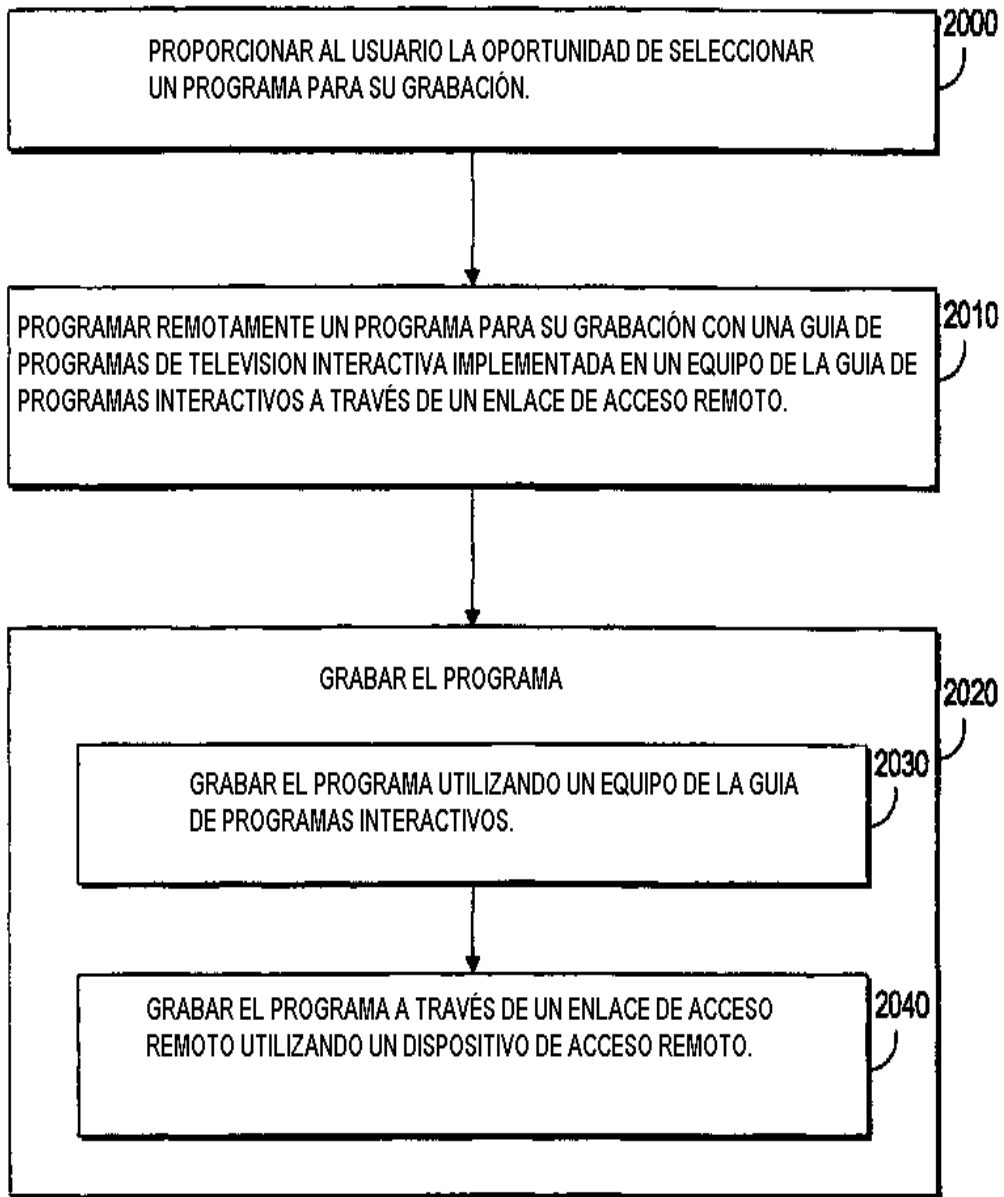 2000
PROPORCIONAR AL USUARIO LA OPORTUNIDAD DE SELECCIONAR
UN PROGRAMA PARA SU GRABACIÓN.
2010
PROGRAMAR REMOTAMENTE UN PROGRAMA PARA SU GRABACIÓN CON UNA GUIA DE
PROGRAMAS DE TELEVISION INTERACTIVA IMPLEMENTADA EN UN EQUIPO DE LA GUIA DE
PROGRAMAS INTERACTIVOS A TRAVÉS DE UN ENLACE DE ACCESO REMOTO.
GRABAR EL PROGRAMA
2020
2030
GRABAR EL PROGRAMA UTILIZANDO UN EQUIPO DE LA GUIA
DE PROGRAMAS INTERACTIVOS.
2040
GRABAR EL PROGRAMA A TRAVÉS DE UN ENLACE DE ACCESO
REMOTO UTILIZANDO UN DISPOSITIVO DE ACCESO REMOTO.